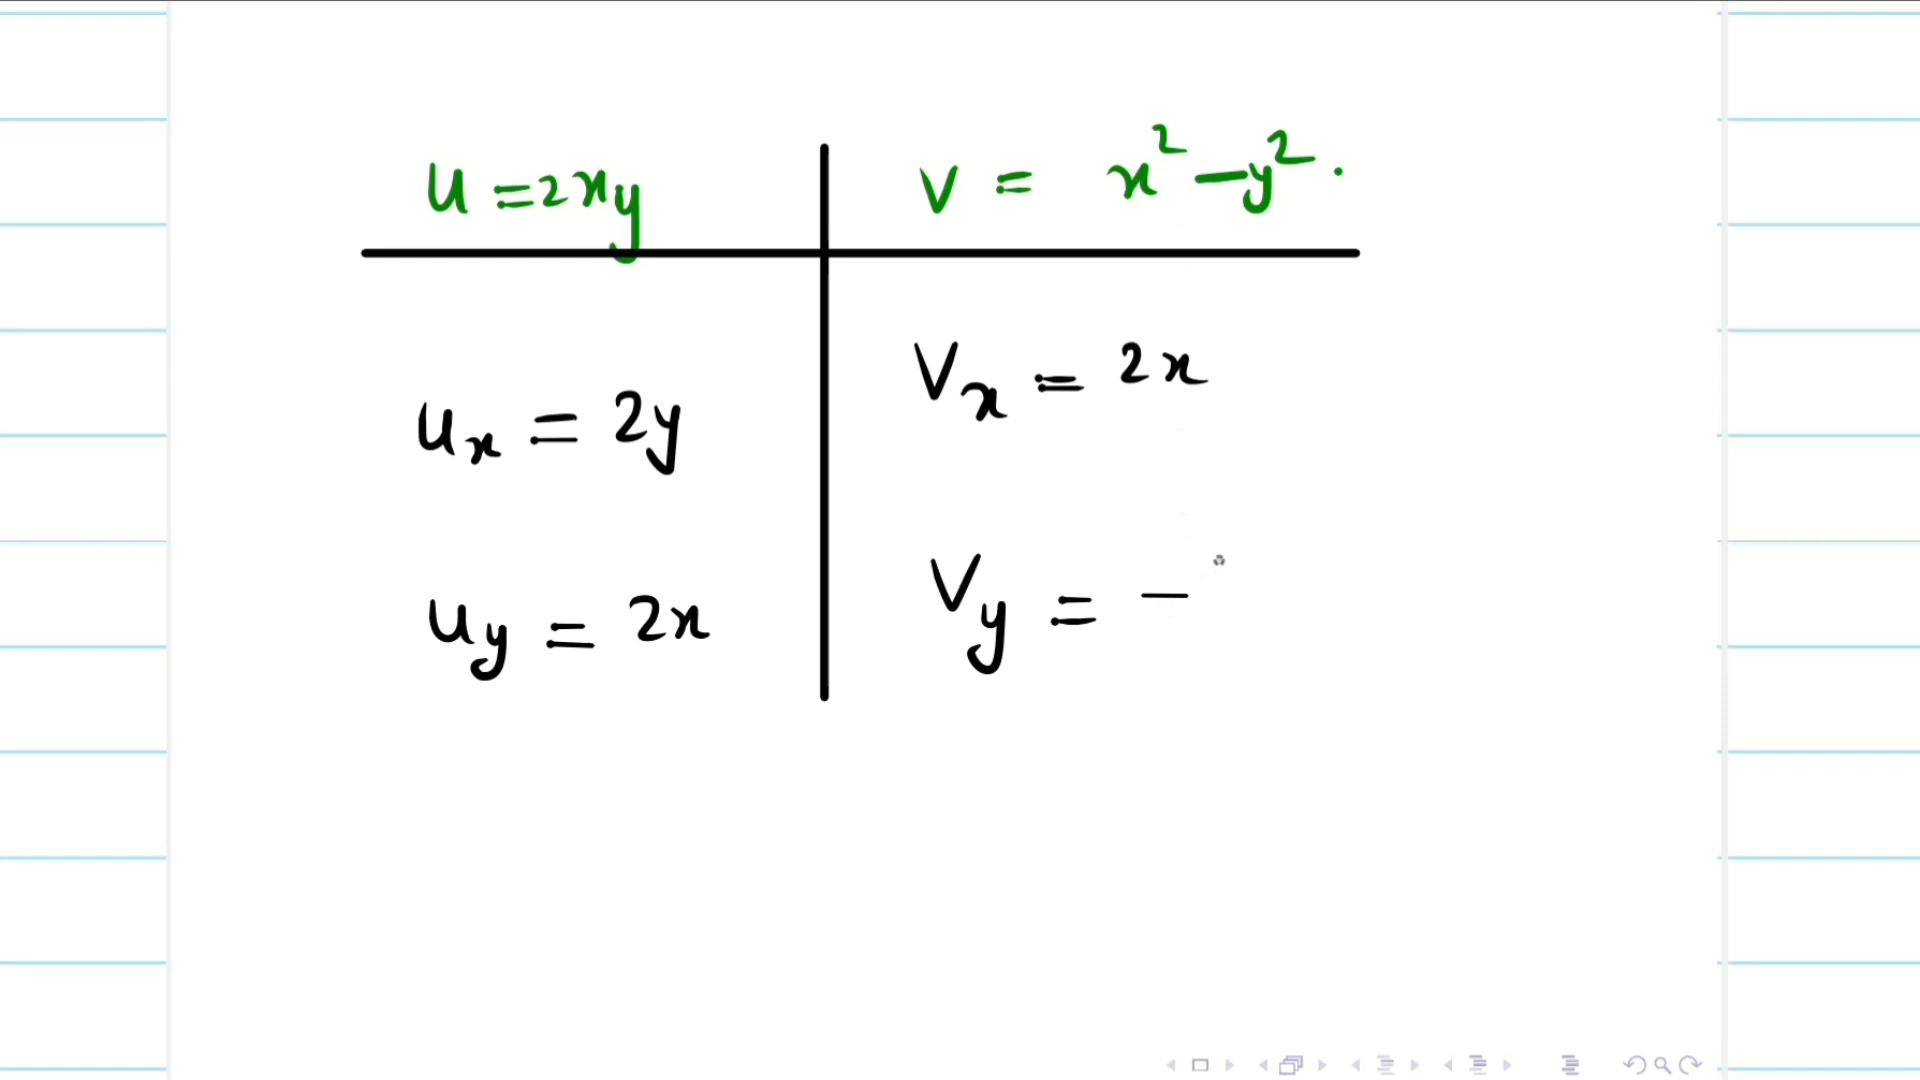 u = 2xy
v = x² - y².
uₓ = 2y
vₓ = 2x
u_y = 2x
v_y = -